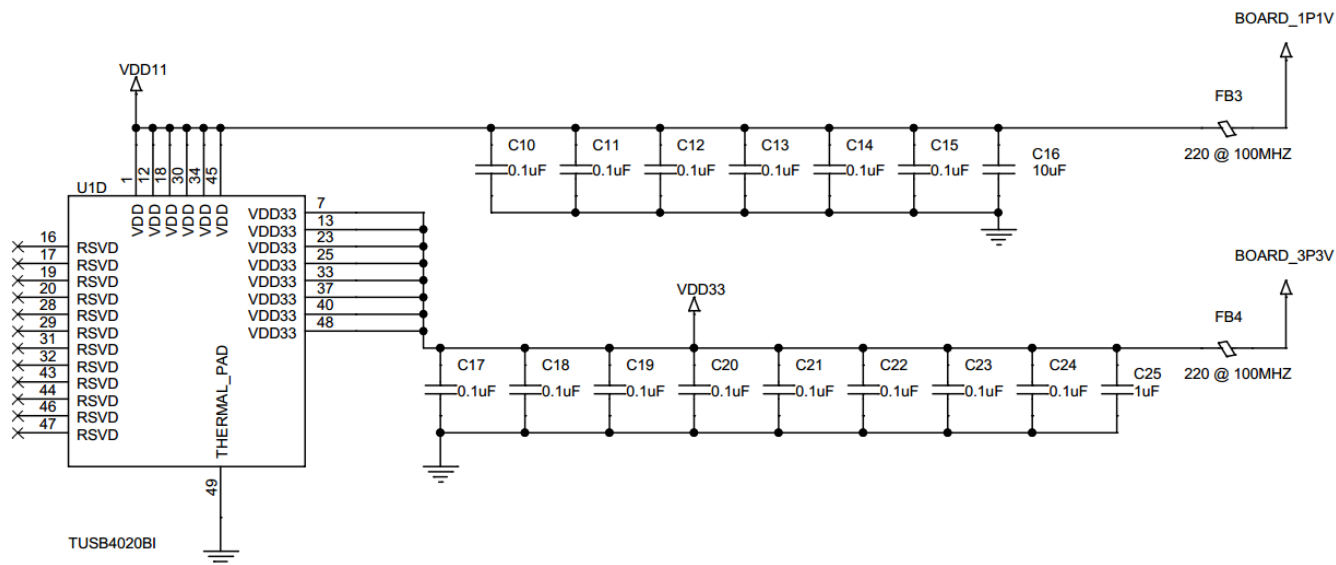 BOARD_1P1V
VDD11
FB3
220 @ 100MHZ
C10
0.1uF
C11
0.1uF
C12
0.1uF
C13
0.1uF
C14
0.1uF
C15
0.1uF
C16
10uF
1
12
18
30
34
45
U1D
VDD
VDD
VDD
VDD
VDD
VDD
VDD33 7
VDD33 13
VDD33 23
VDD33 25
VDD33 33
VDD33 37
VDD33 40
VDD33 48
16 RSVD
17 RSVD
19 RSVD
20 RSVD
28 RSVD
29 RSVD
31 RSVD
32 RSVD
43 RSVD
44 RSVD
46 RSVD
47 RSVD
THERMAL_PAD
49
TUSB4020BI
BOARD_3P3V
VDD33
FB4
220 @ 100MHZ
C17
0.1uF
C18
0.1uF
C19
0.1uF
C20
0.1uF
C21
0.1uF
C22
0.1uF
C23
0.1uF
C24
0.1uF
C25
1uF